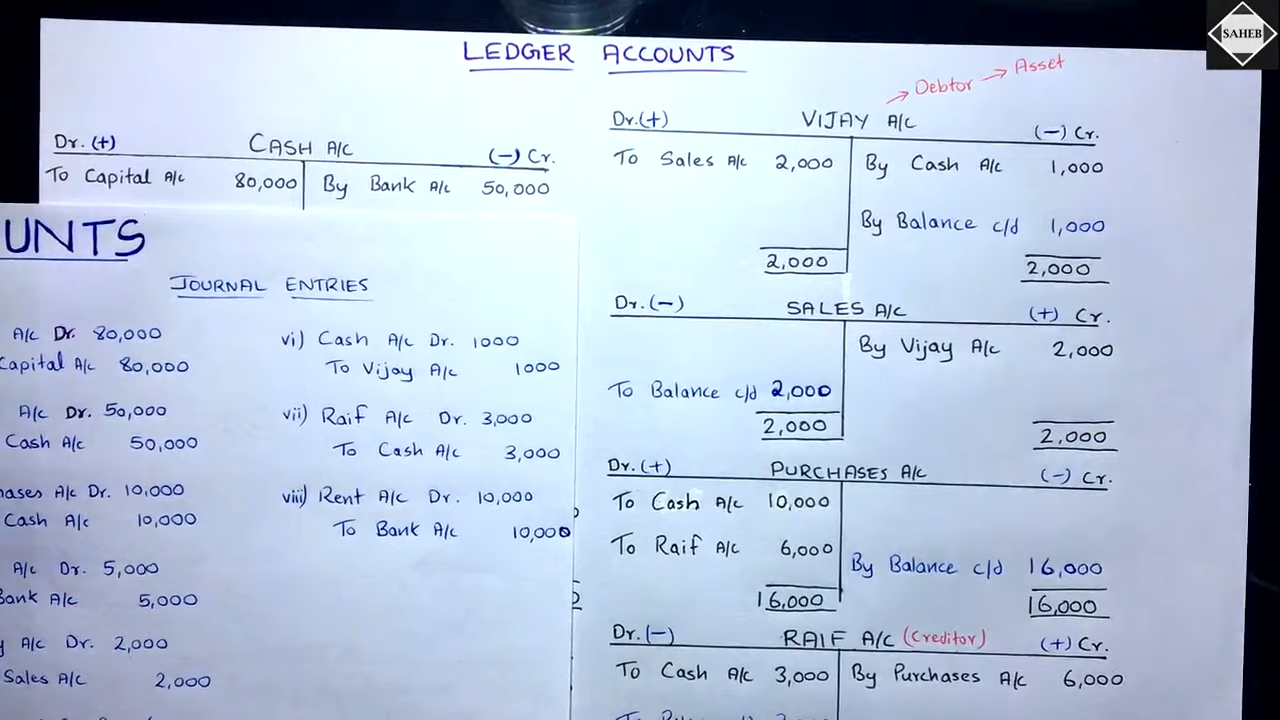 SAHEB
LEDGER ACCOUNTS
Dr. (+) CASH A/c (-) Cr.
To Capital A/c 80,000 By Bank A/c 50,000
UNTS
JOURNAL ENTRIES
A/c Dr. 80,000
Capital A/c 80,000
A/c Dr. 50,000
Cash A/c 50,000
hases A/c Dr. 10,000
Cash A/c 10,000
A/c Dr. 5,000
Bank A/c 5,000
y A/c Dr. 2,000
Sales A/c 2,000
vi) Cash A/c Dr. 1000
To Vijay A/c 1000
vii) Raif A/c Dr. 3,000
To Cash A/c 3,000
viii) Rent A/c Dr. 10,000
To Bank A/c 10,000
→ Debtor → Asset
Dr.(+) VIJAY A/c (-) Cr.
To Sales A/c 2,000 By Cash A/c 1,000
By Balance c/d 1,000
2,000 2,000
Dr. (-) SALES A/c (+) Cr.
By Vijay A/c 2,000
To Balance c/d 2,000
2,000 2,000
Dr. (+) PURCHASES A/c (-) Cr.
To Cash A/c 10,000
To Raif A/c 6,000
By Balance c/d 16,000
16,000 16,000
Dr. (-) RAIF A/c (Creditor) (+) Cr.
To Cash A/c 3,000 By Purchases A/c 6,000